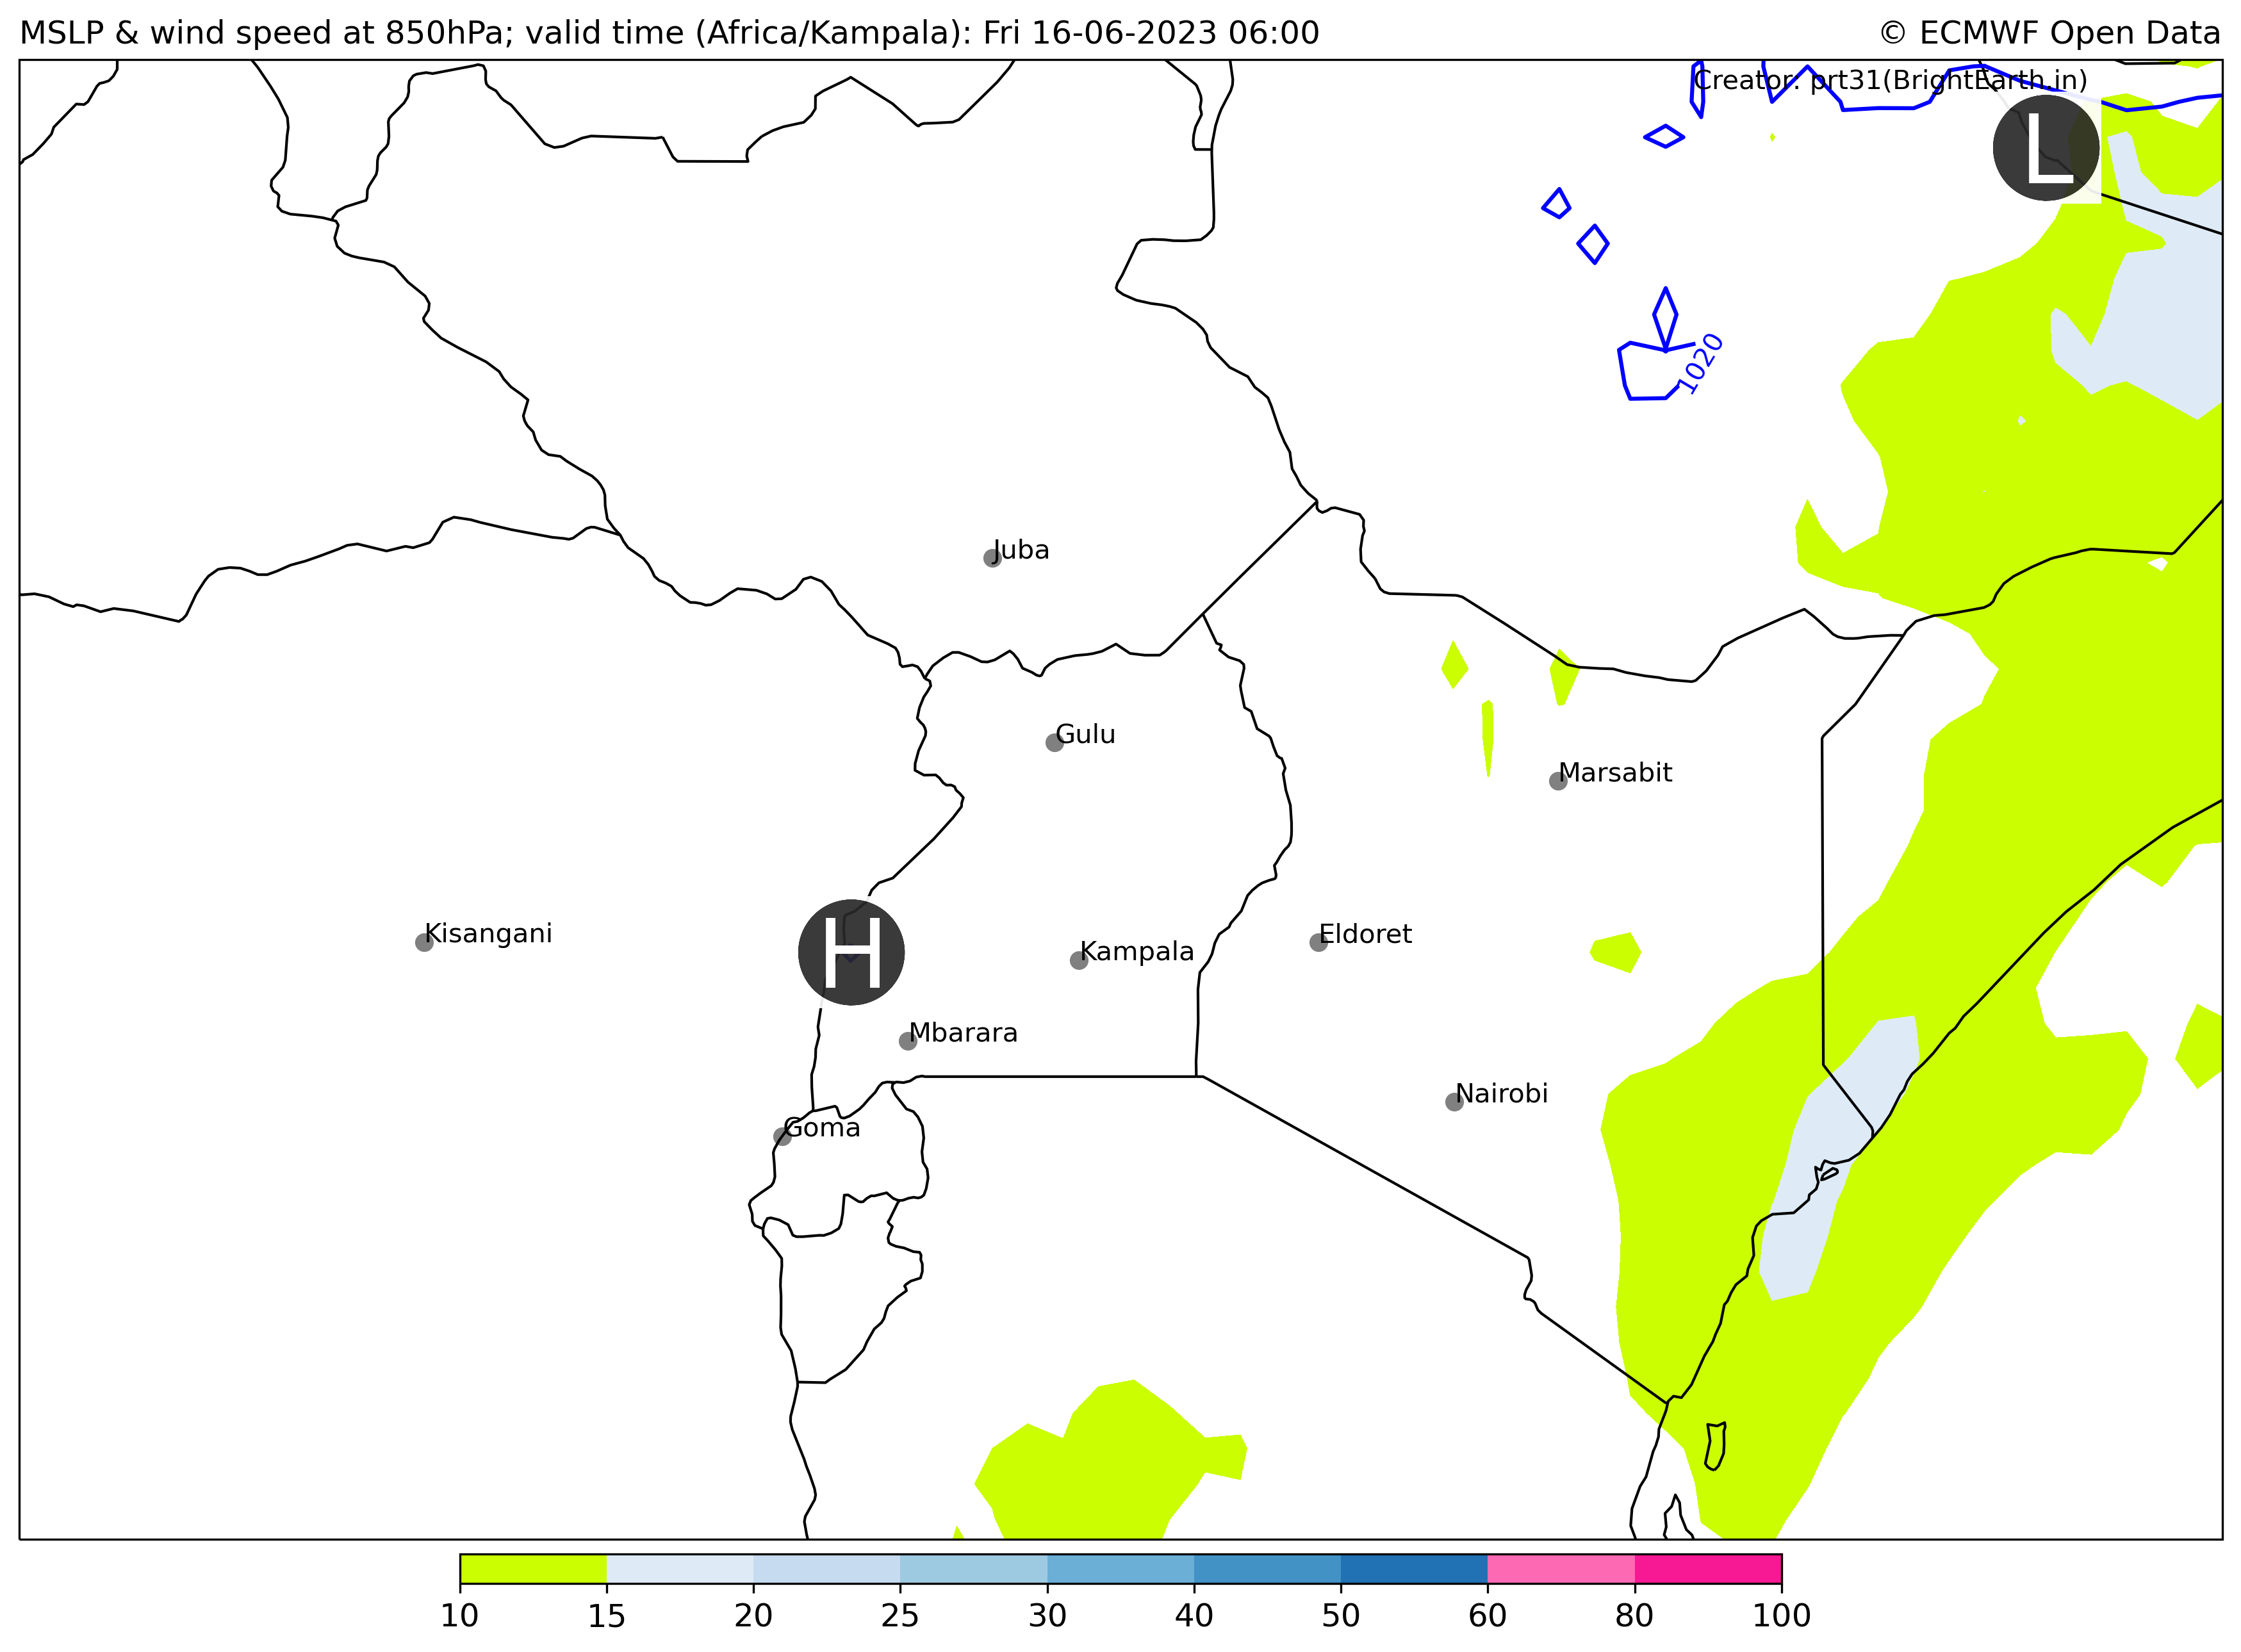 MSLP & wind speed at 850hPa; valid time (Africa/Kampala): Fri 16-06-2023 06:00
© ECMWF Open Data
Creator: prt31(BrightEarth.in)
L
1020
Juba
Gulu
Marsabit
Kisangani
H
Kampala
Eldoret
Mbarara
Nairobi
Goma
10 15 20 25 30 40 50 60 80 100